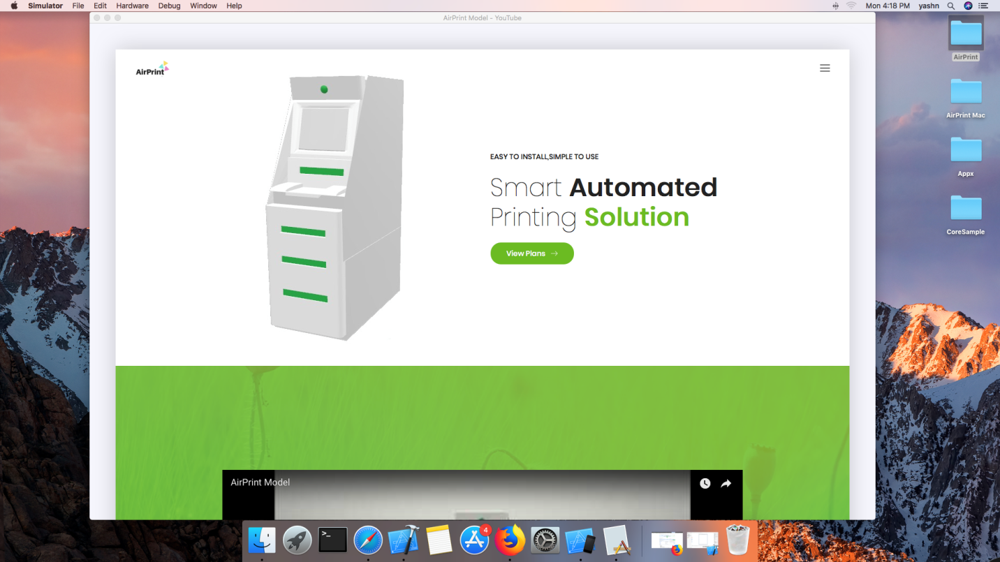 Simulator File Edit Hardware Debug Window Help
Mon 4:18 PM yashn
AirPrint Model - YouTube
AirPrint
EASY TO INSTALL,SIMPLE TO USE
Smart Automated
Printing Solution
View Plans →
AirPrint Model
AirPrint
AirPrint Mac
Appx
CoreSample
>_
4